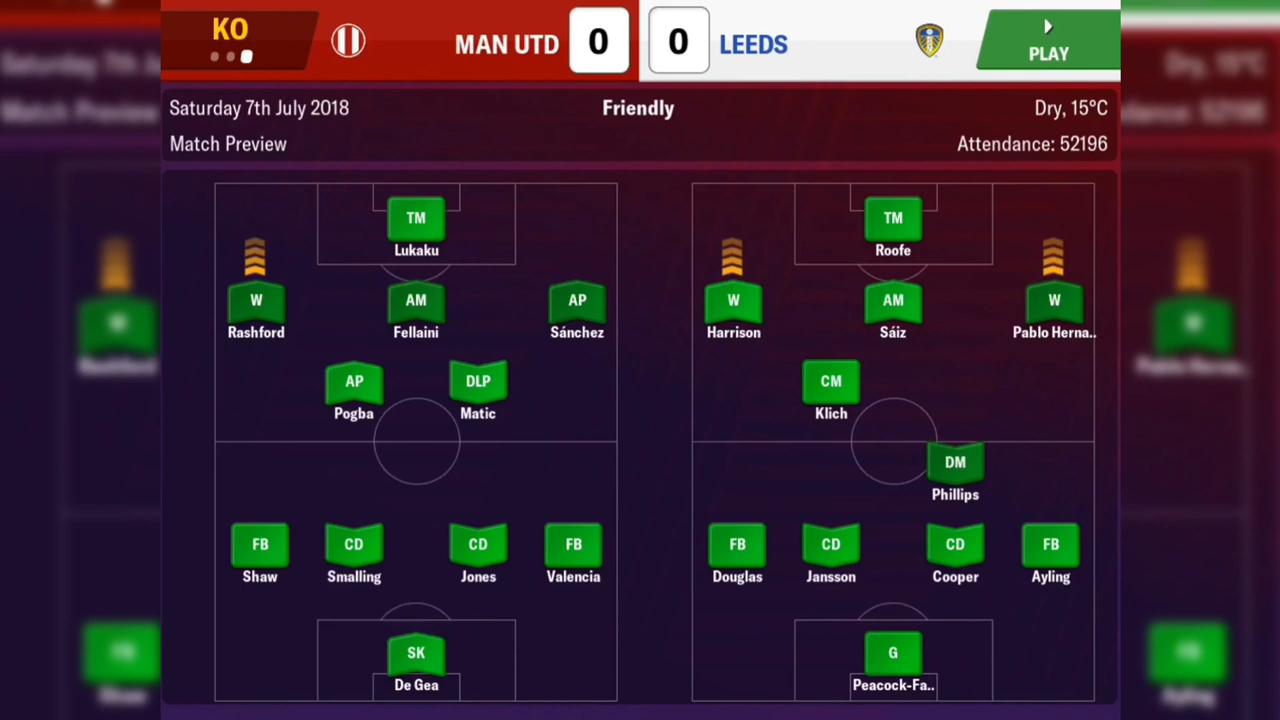 KO
MAN UTD 0 0 LEEDS
PLAY
Saturday 7th July 2018 Friendly Dry, 15°C
Match Preview Attendance: 52196
TM TM
Lukaku Roofe
W AM AP W AM W
Rashford Fellaini Sánchez Harrison Sáiz Pablo Herna..
AP DLP CM
Pogba Matic Klich
DM
Phillips
FB CD CD FB FB CD CD FB
Shaw Smalling Jones Valencia Douglas Jansson Cooper Ayling
SK G
De Gea Peacock-Fa..